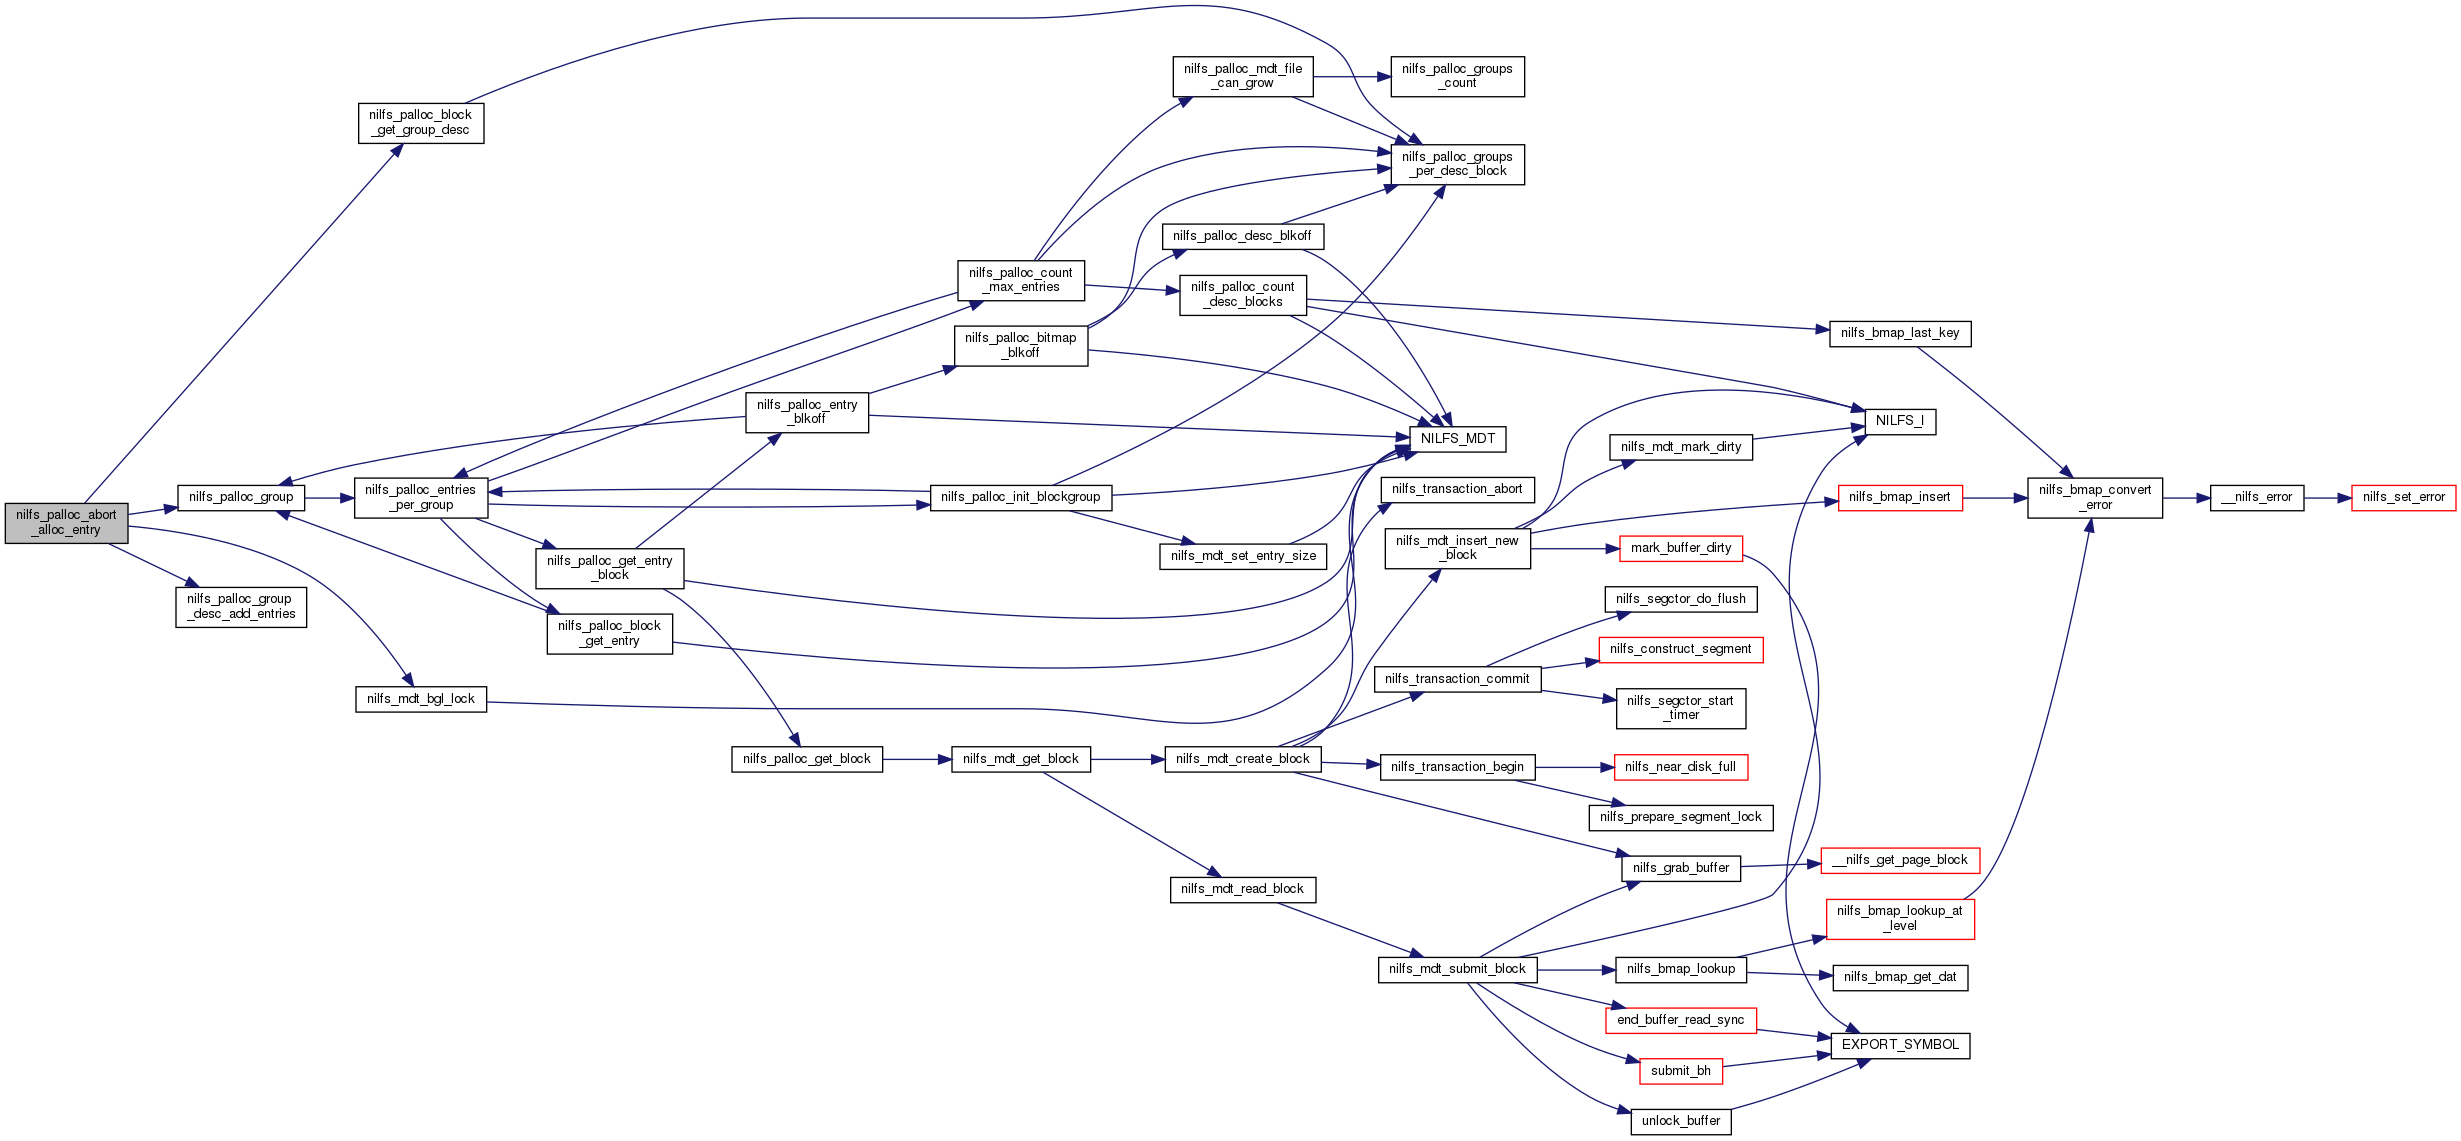 nilfs_palloc_abort
_alloc_entry
nilfs_palloc_block
_get_group_desc
nilfs_palloc_group
nilfs_palloc_group
_desc_add_entries
nilfs_mdt_bgl_lock
nilfs_palloc_entries
_per_group
nilfs_palloc_get_entry
_block
nilfs_palloc_block
_get_entry
nilfs_palloc_entry
_blkoff
nilfs_palloc_get_block
nilfs_palloc_count
_max_entries
nilfs_palloc_bitmap
_blkoff
nilfs_palloc_init_blockgroup
nilfs_mdt_get_block
nilfs_palloc_mdt_file
_can_grow
nilfs_palloc_desc_blkoff
nilfs_palloc_count
_desc_blocks
nilfs_mdt_set_entry_size
nilfs_mdt_create_block
nilfs_mdt_read_block
nilfs_palloc_groups
_count
nilfs_palloc_groups
_per_desc_block
NILFS_MDT
nilfs_transaction_abort
nilfs_mdt_insert_new
_block
nilfs_transaction_commit
nilfs_transaction_begin
nilfs_mdt_submit_block
nilfs_mdt_mark_dirty
mark_buffer_dirty
nilfs_segctor_do_flush
nilfs_construct_segment
nilfs_segctor_start
_timer
nilfs_near_disk_full
nilfs_prepare_segment_lock
nilfs_grab_buffer
nilfs_bmap_lookup
end_buffer_read_sync
submit_bh
unlock_buffer
nilfs_bmap_last_key
NILFS_I
nilfs_bmap_insert
__nilfs_get_page_block
nilfs_bmap_lookup_at
_level
nilfs_bmap_get_dat
EXPORT_SYMBOL
nilfs_bmap_convert
_error
__nilfs_error
nilfs_set_error